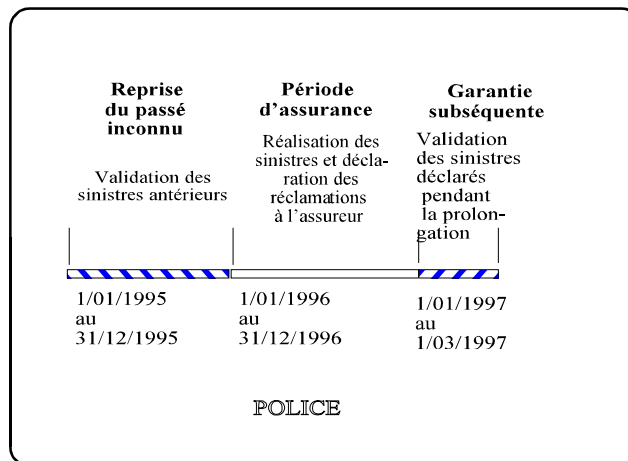 Reprise
du passé
inconnu
Validation des
sinistres antérieurs
Période
d'assurance
Réalisation des
sinistres et décla-
ration des
réclamations
à l'assureur
Garantie
subséquente
Validation
des sinistres
déclarés
pendant
la prolon-
gation
1/01/1995
au
31/12/1995
1/01/1996
au
31/12/1996
1/01/1997
au
1/03/1997
POLICE